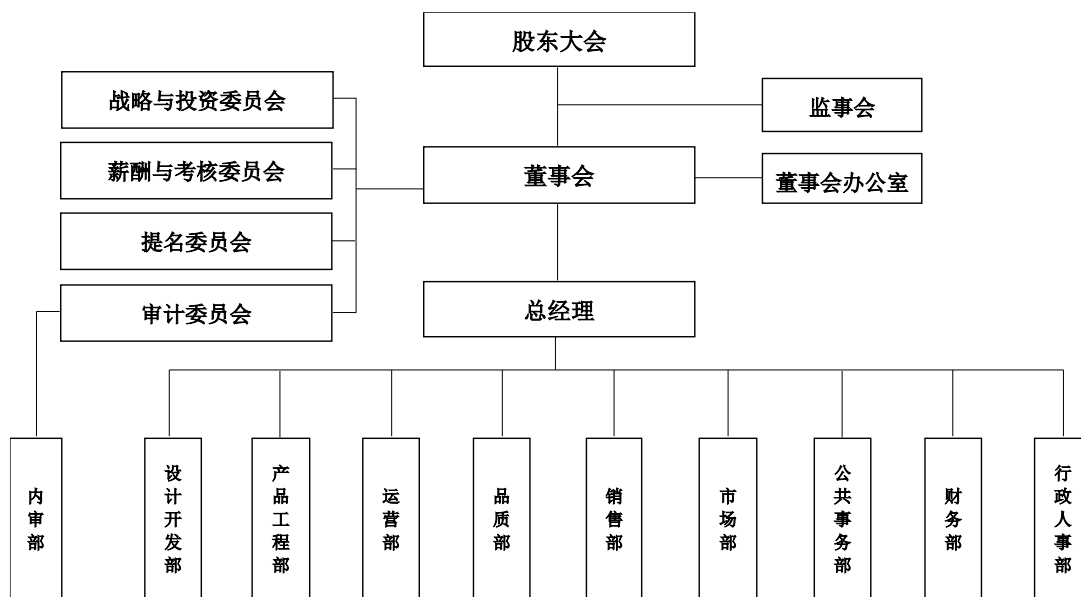 股东大会
战略与投资委员会
监事会
薪酬与考核委员会
董事会
董事会办公室
提名委员会
审计委员会
总经理
内审部
设计开发部
产品工程部
运营部
品质部
销售部
市场部
公共事务部
财务部
行政人事部